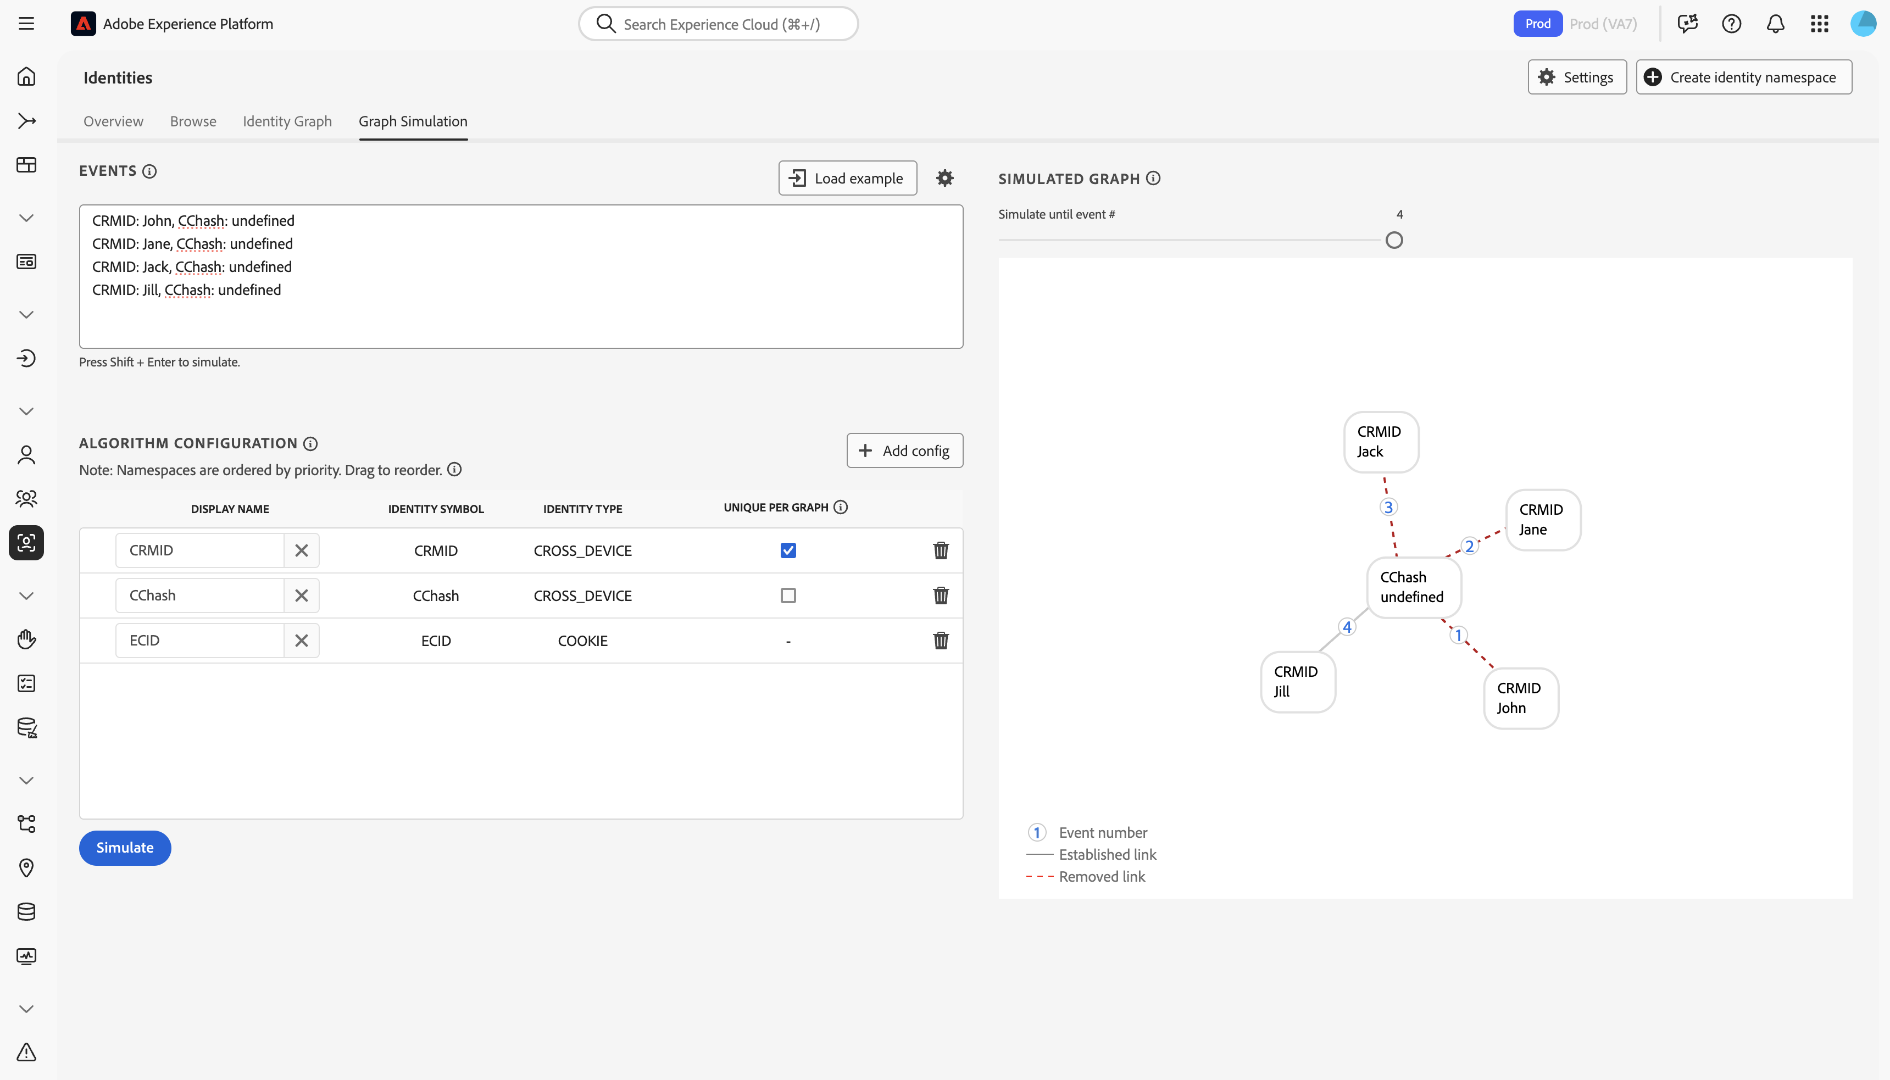 Adobe Experience Platform
Search Experience Cloud (⌘+/)
Prod
Prod (VA7)
Identities
Settings
Create identity namespace
Overview
Browse
Identity Graph
Graph Simulation
EVENTS
Load example
CRMID: John, CChash: undefined
CRMID: Jane, CChash: undefined
CRMID: Jack, CChash: undefined
CRMID: Jill, CChash: undefined
Press Shift + Enter to simulate.
ALGORITHM CONFIGURATION
Note: Namespaces are ordered by priority. Drag to reorder.
Add config
DISPLAY NAME IDENTITY SYMBOL IDENTITY TYPE UNIQUE PER GRAPH
CRMID CRMID CROSS_DEVICE
CChash CChash CROSS_DEVICE
ECID ECID COOKIE -
Simulate
SIMULATED GRAPH
Simulate until event # 4
CRMID
Jack
3
CRMID
Jane
2
CChash
undefined
4
1
CRMID
Jill
CRMID
John
1 Event number
Established link
Removed link